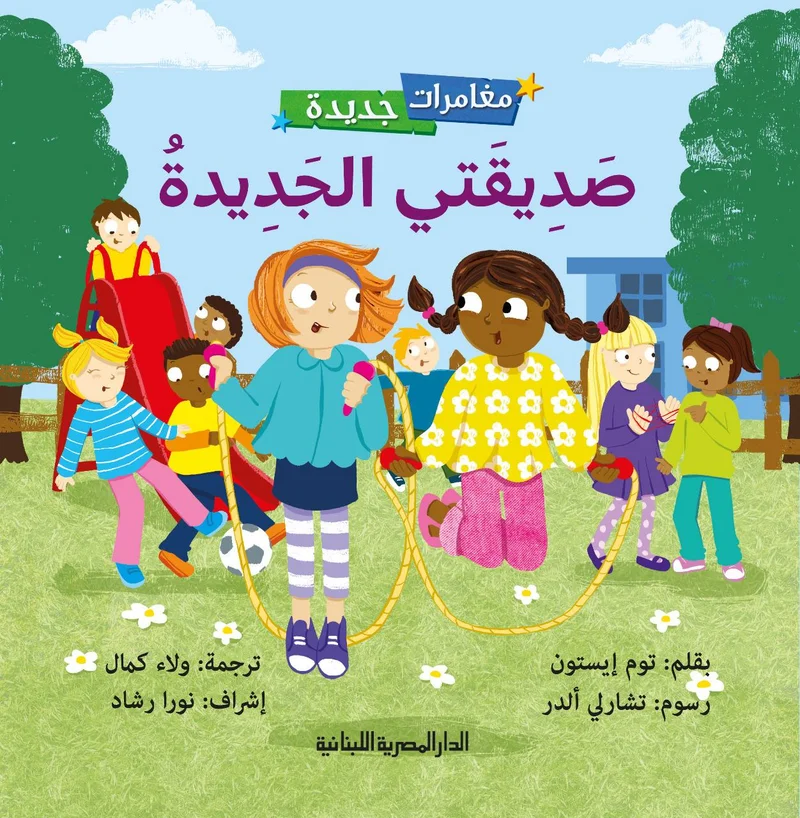 مغامرات جديدة
صَدِيقَتي الجَدِيدةُ
بقلم: توم إيستون
رسوم: تشارلي ألدر
ترجمة: ولاء كمال
إشراف: نورا رشاد
الدار المصرية اللبنانية